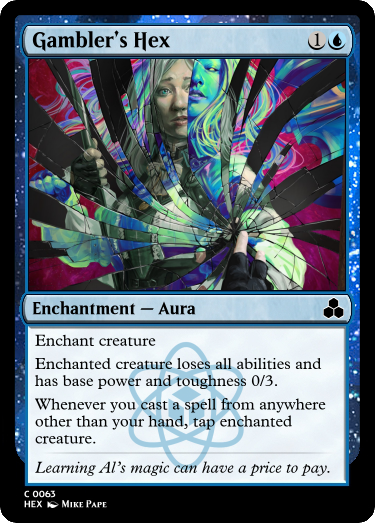 Gambler's Hex 1
Enchantment — Aura
Enchant creature
Enchanted creature loses all abilities and
has base power and toughness 0/3.
Whenever you cast a spell from anywhere
other than your hand, tap enchanted
creature.
Learning Al's magic can have a price to pay.
C 0063
HEX Mike Pape